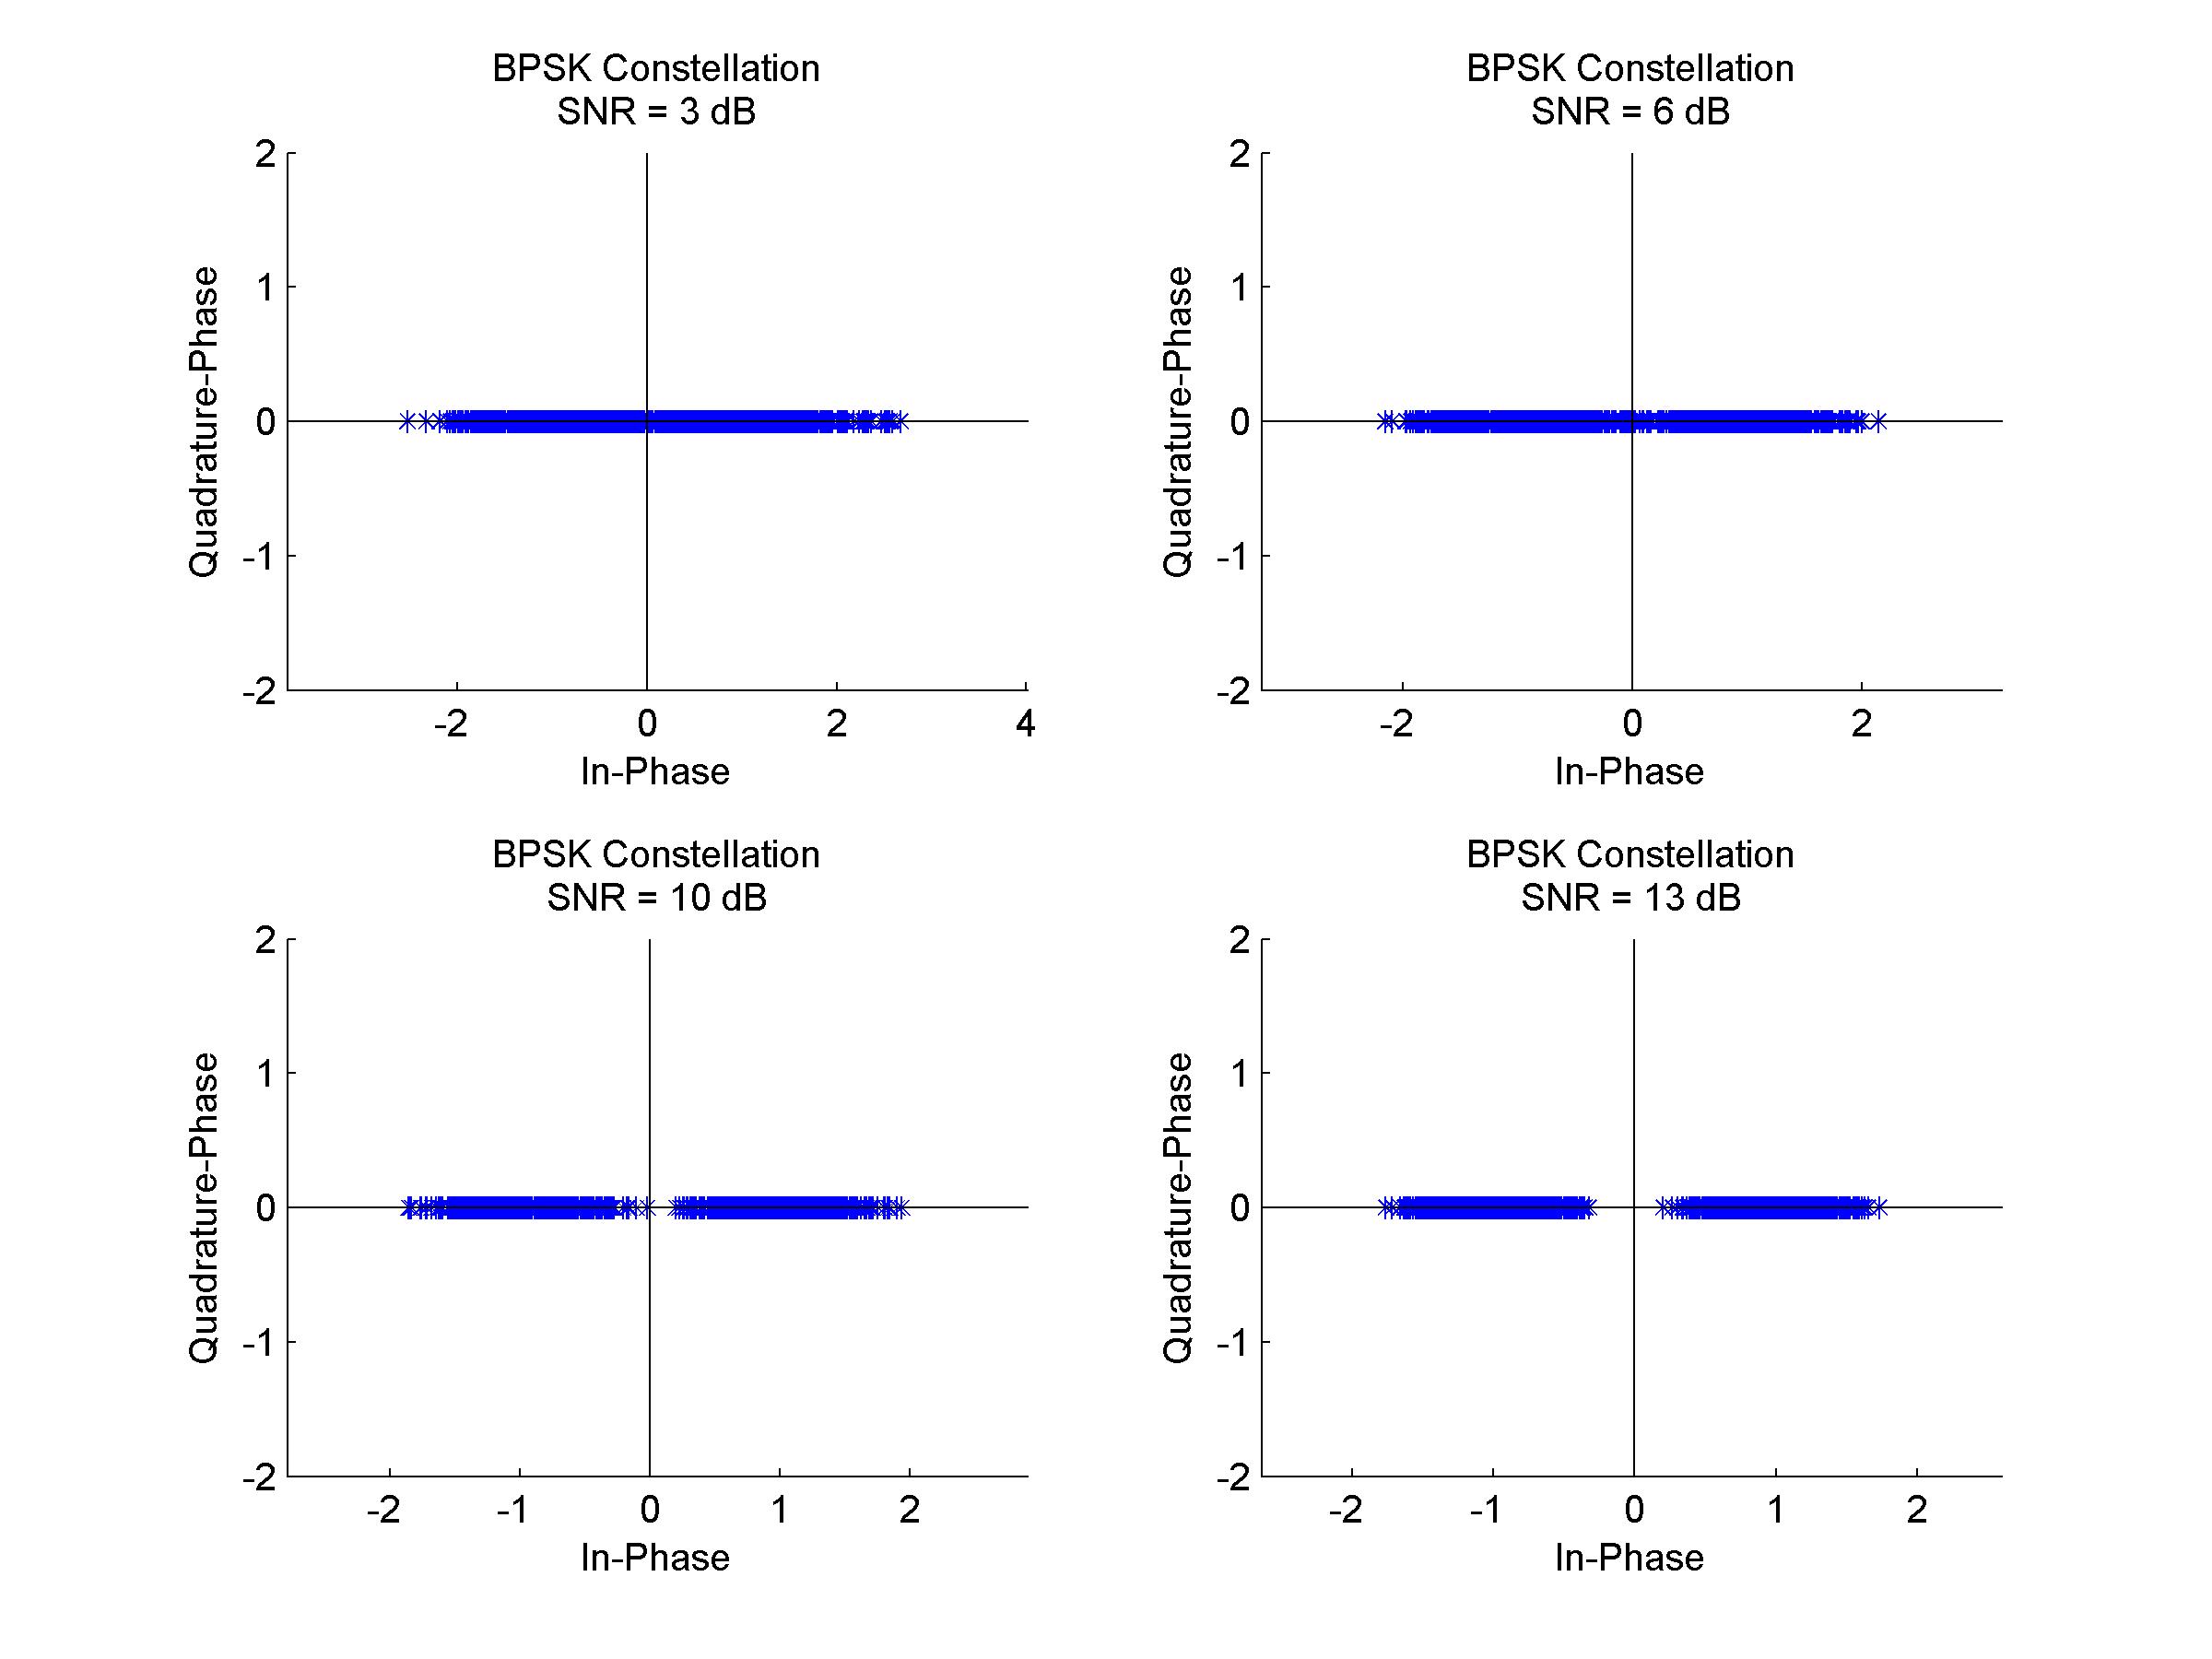 BPSK Constellation
SNR = 3 dB
2
1
0
-1
-2
Quadrature-Phase
-2 0 2 4
In-Phase
BPSK Constellation
SNR = 6 dB
2
1
0
-1
-2
Quadrature-Phase
-2 0 2
In-Phase
BPSK Constellation
SNR = 10 dB
2
1
0
-1
-2
Quadrature-Phase
-2 -1 0 1 2
In-Phase
BPSK Constellation
SNR = 13 dB
2
1
0
-1
-2
Quadrature-Phase
-2 -1 0 1 2
In-Phase